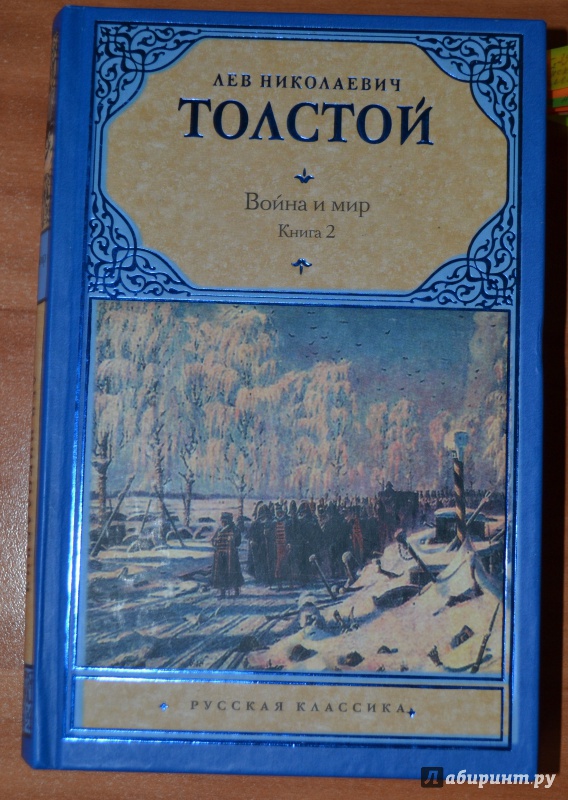 ЛЕВ НИКОЛАЕВИЧ
ТОЛСТОЙ
Война и мир
Книга 2
РУССКАЯ КЛАССИКА
Лабиринт.ру